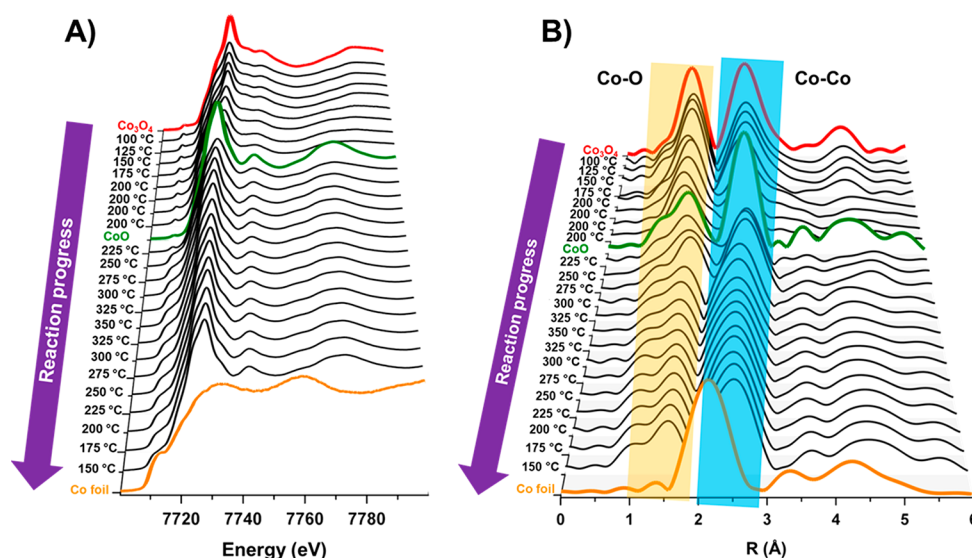 A)
Co₃O₄
100 °C
125 °C
150 °C
175 °C
200 °C
200 °C
200 °C
200 °C
CoO
225 °C
250 °C
275 °C
300 °C
325 °C
350 °C
325 °C
300 °C
275 °C
250 °C
225 °C
200 °C
175 °C
150 °C
Co foil
Reaction progress
7720 7740 7760 7780
Energy (eV)
B)
Co-O
Co-Co
Co₃O₄
100 °C
125 °C
150 °C
175 °C
200 °C
200 °C
200 °C
200 °C
CoO
225 °C
250 °C
275 °C
300 °C
325 °C
350 °C
325 °C
300 °C
275 °C
250 °C
225 °C
200 °C
175 °C
150 °C
Co foil
Reaction progress
0 1 2 3 4 5 6
R (Å)